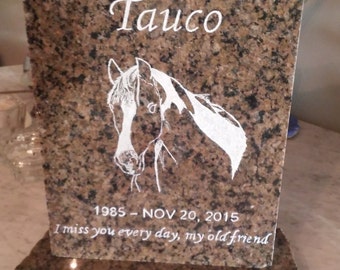 Tauco
1985 – NOV 20, 2015
I miss you every day, my old friend